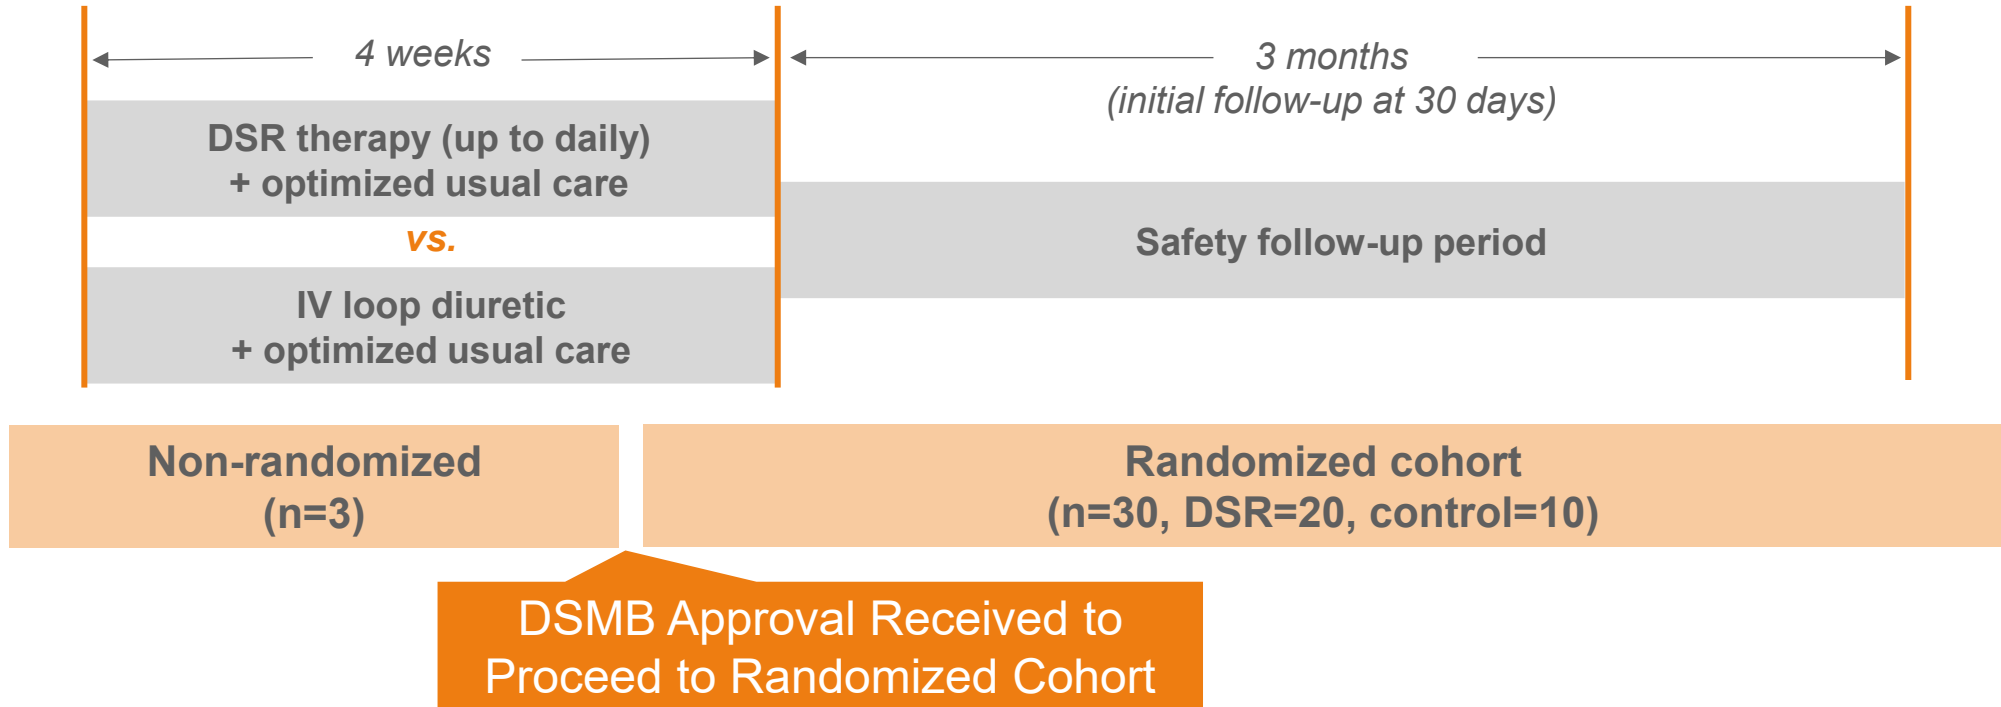 4 weeks
3 months
(initial follow-up at 30 days)
DSR therapy (up to daily)
+ optimized usual care
vs.
IV loop diuretic
+ optimized usual care
Safety follow-up period
Non-randomized
(n=3)
Randomized cohort
(n=30, DSR=20, control=10)
DSMB Approval Received to
Proceed to Randomized Cohort